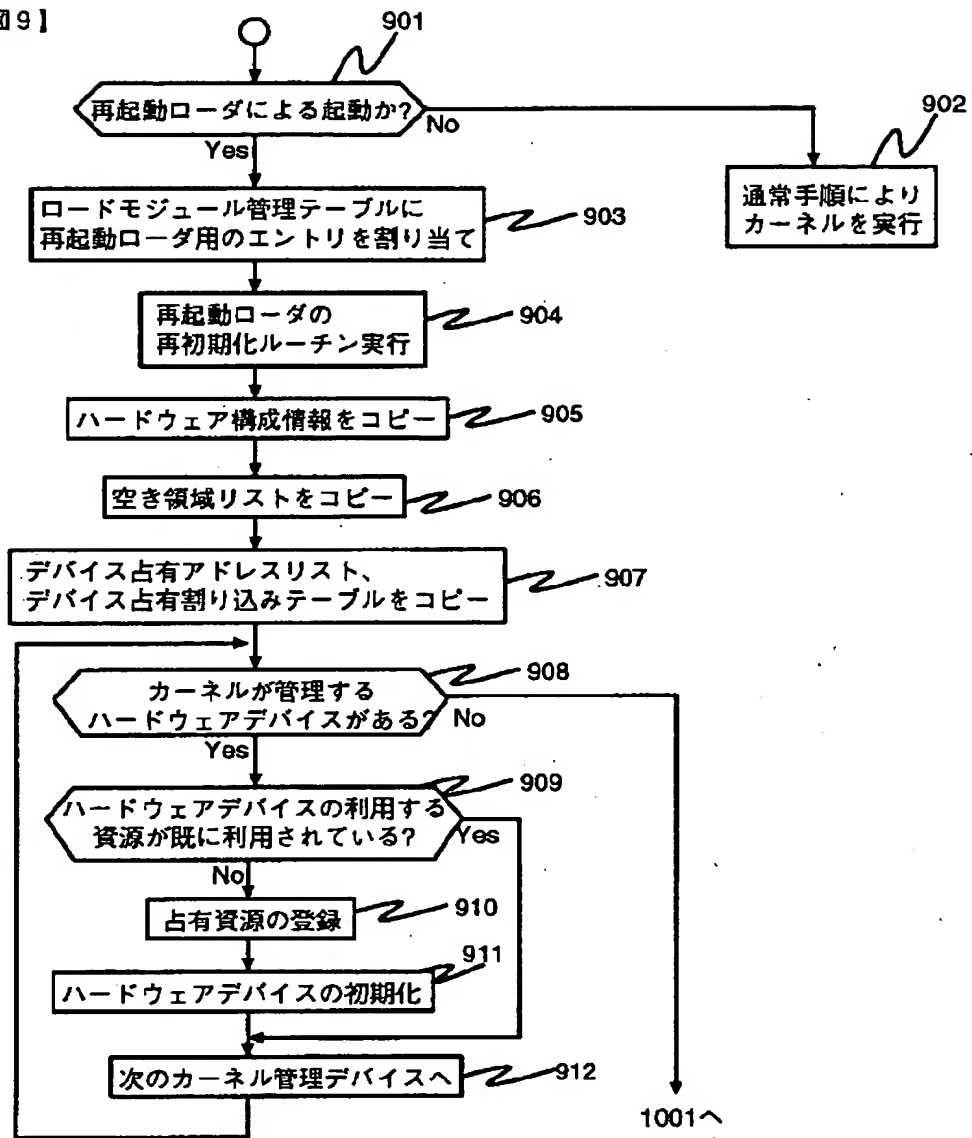 図9】
901
再起動ローダによる起動か?
No
902
Yes
通常手順により
カーネルを実行
ロードモジュール管理テーブルに
再起動ローダ用のエントリを割り当て
903
再起動ローダの
再初期化ルーチン実行
904
ハードウェア構成情報をコピー
905
空き領域リストをコピー
906
デバイス占有アドレスリスト、
デバイス占有割り込みテーブルをコピー
907
908
カーネルが管理する
ハードウェアデバイスがある?
No
Yes
909
ハードウェアデバイスの利用する
資源が既に利用されている?
Yes
No
占有資源の登録
910
911
ハードウェアデバイスの初期化
次のカーネル管理デバイスへ
912
1001へ